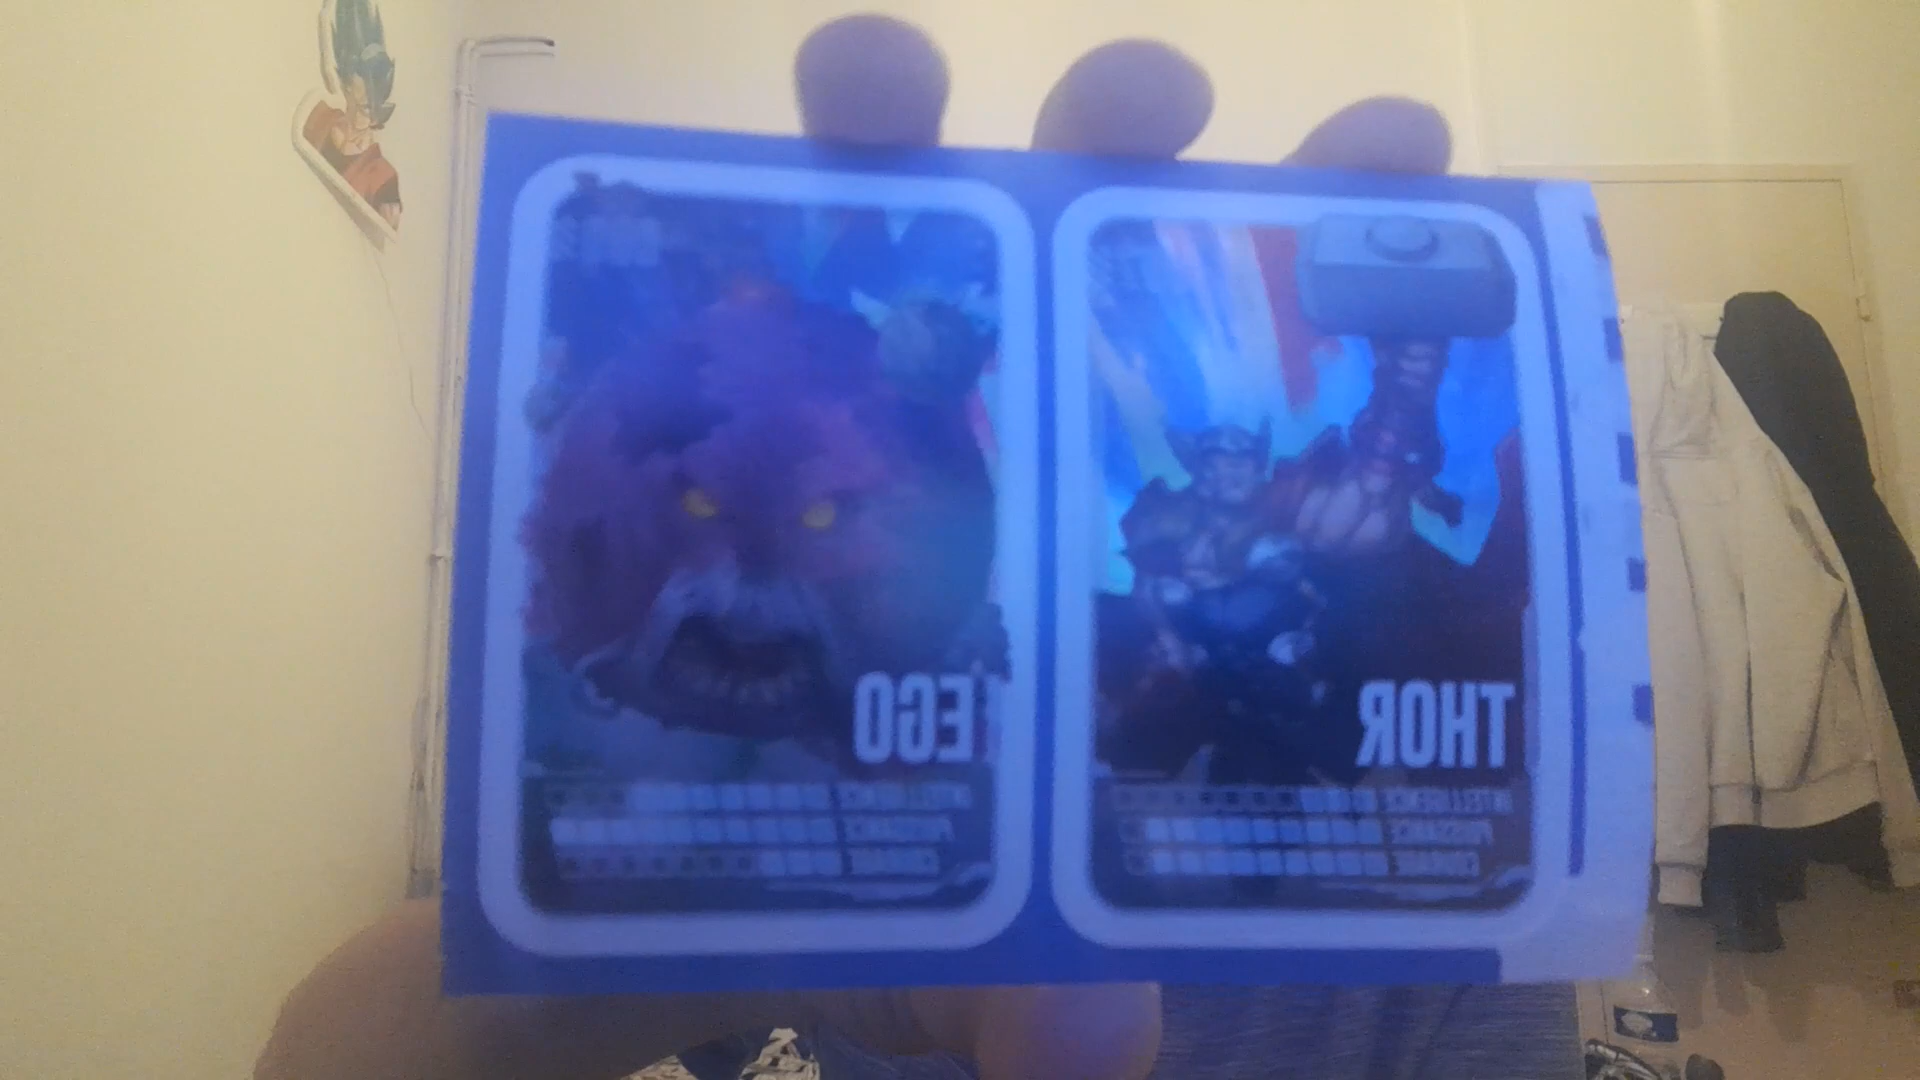 EGO
INTELLIGENCE
PUISSANCE
COURAGE
THOR
INTELLIGENCE
PUISSANCE
COURAGE